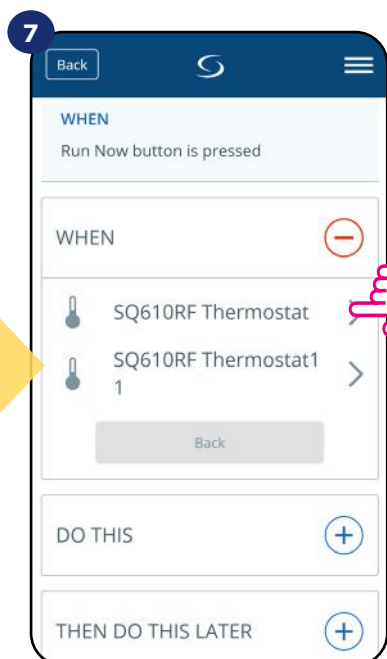 7
Back
WHEN
Run Now button is pressed
WHEN
SQ610RF Thermostat
SQ610RF Thermostat1
1
Back
DO THIS
THEN DO THIS LATER